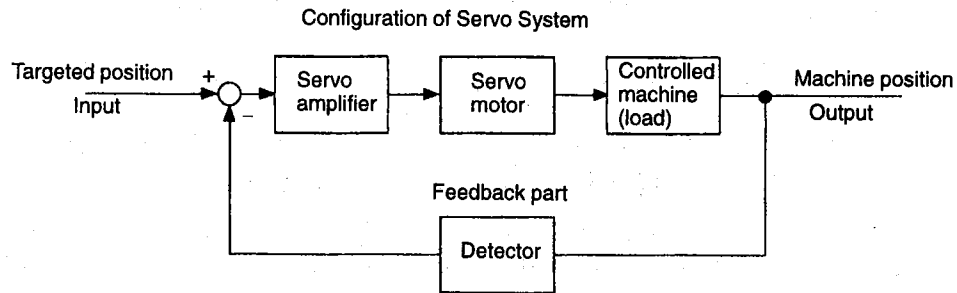 Configuration of Servo System
Targeted position
Input
+
−
Servo
amplifier
Servo
motor
Controlled
machine
(load)
Machine position
Output
Feedback part
Detector